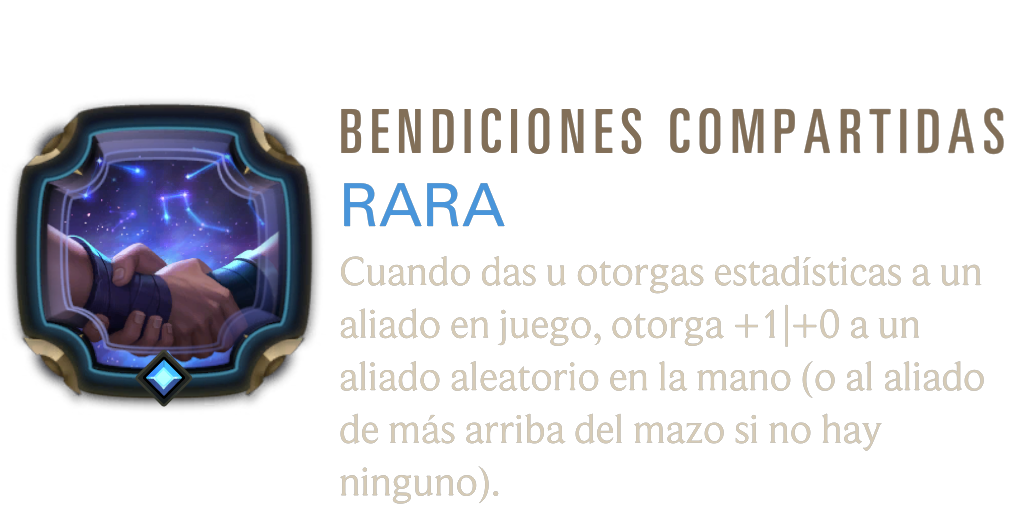 BENDICIONES COMPARTIDAS
RARA
Cuando das u otorgas estadísticas a un
aliado en juego, otorga +1|+0 a un
aliado aleatorio en la mano (o al aliado
de más arriba del mazo si no hay
ninguno).